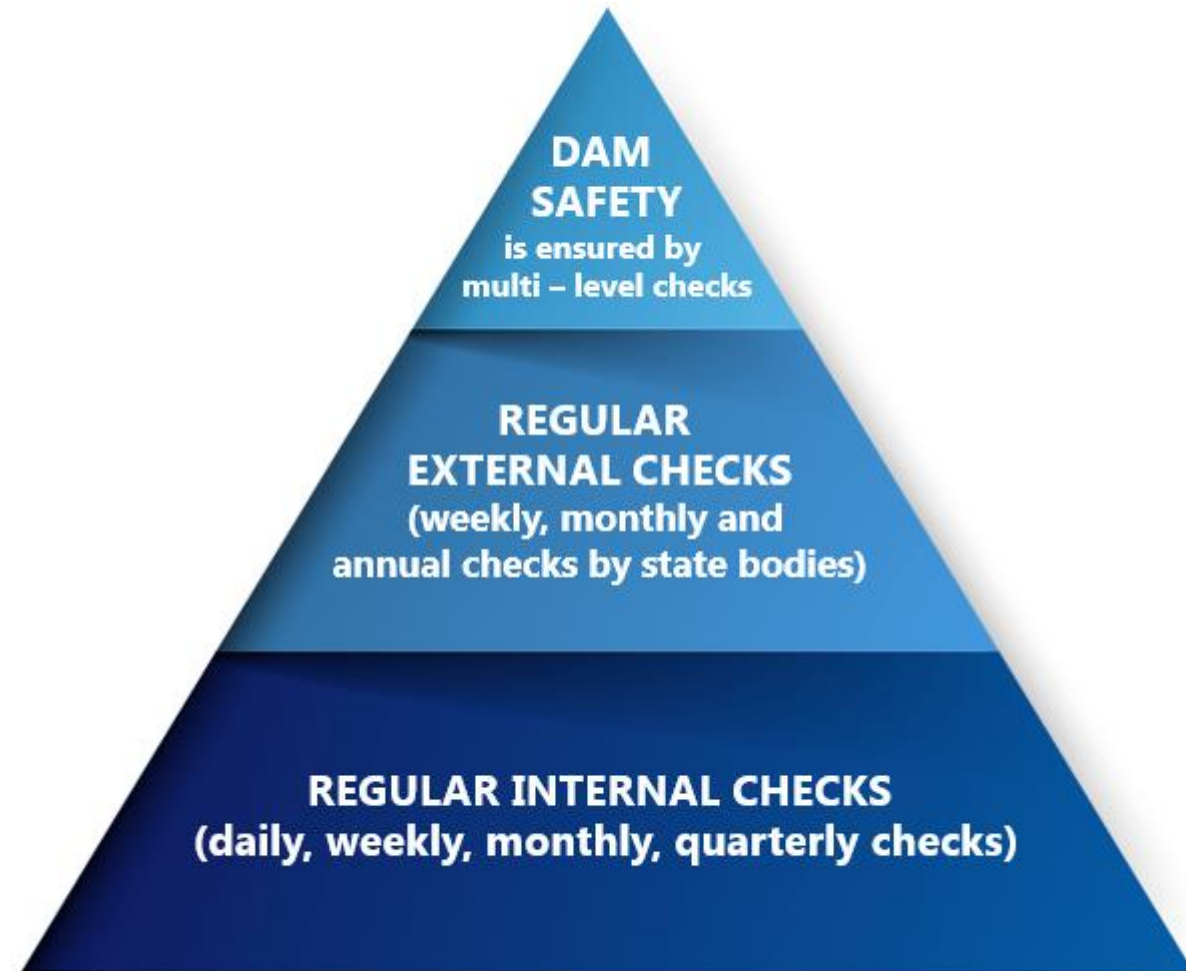 DAM
SAFETY
is ensured by
multi – level checks
REGULAR
EXTERNAL CHECKS
(weekly, monthly and
annual checks by state bodies)
REGULAR INTERNAL CHECKS
(daily, weekly, monthly, quarterly checks)